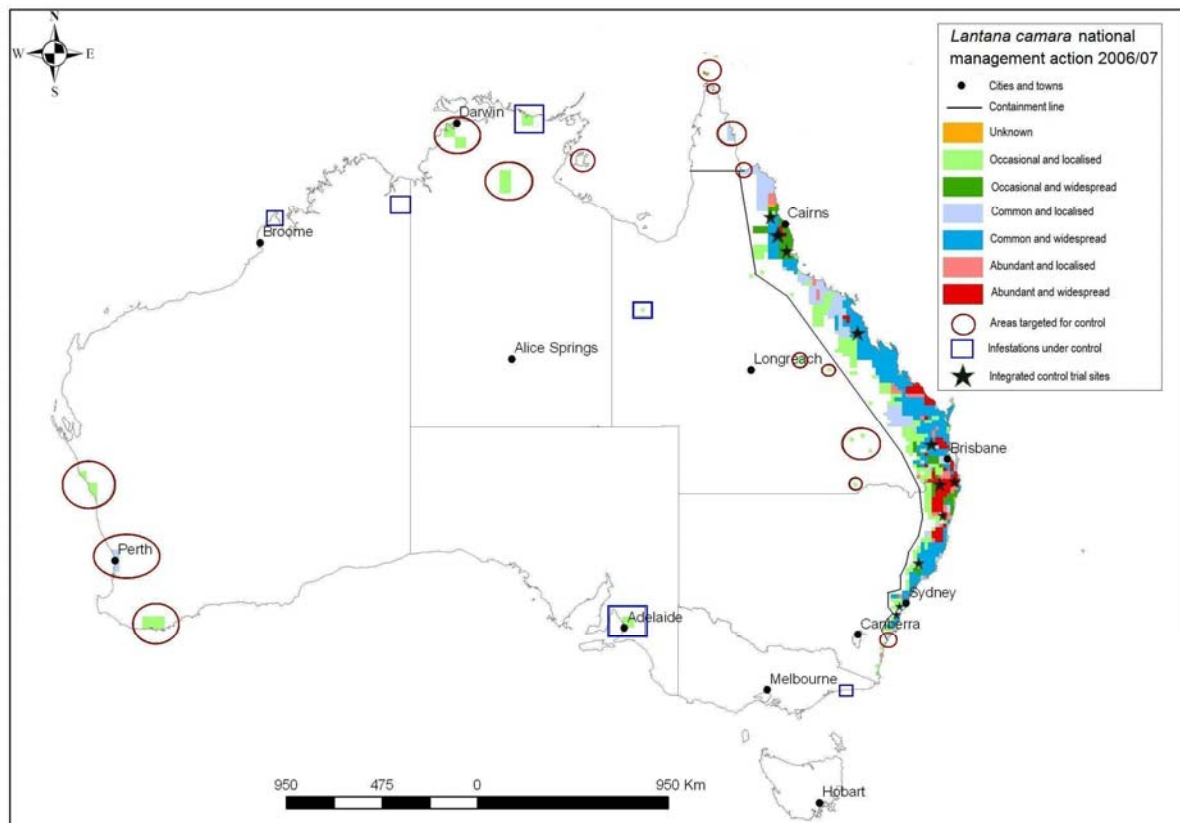 N
W E
S
Lantana camara national
management action 2006/07
Cities and towns
Containment line
Unknown
Occasional and localised
Occasional and widespread
Common and localised
Common and widespread
Abundant and localised
Abundant and widespread
Areas targeted for control
Infestations under control
Integrated control trial sites
Darwin
Cairns
Broome
Alice Springs
Longreach
Brisbane
Perth
Sydney
Adelaide
Canberra
Melbourne
950 475 0 950 Km
Hobart